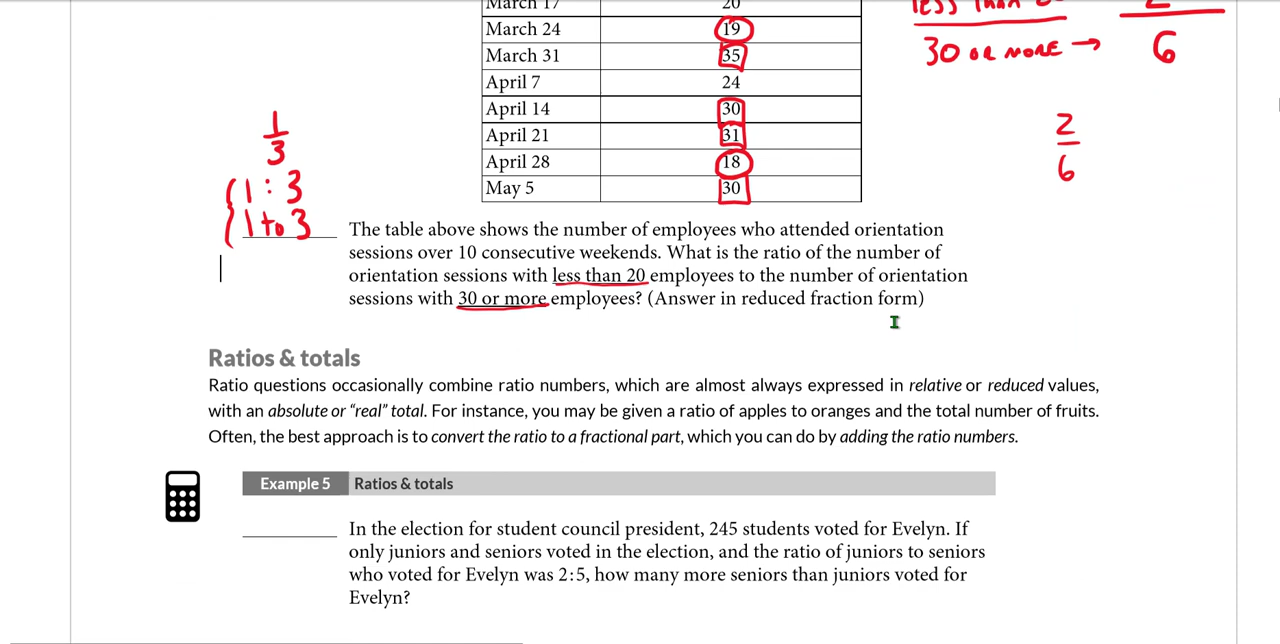 March 17 20
less than
2
March 24 19
30 OR MORE → 6
March 31 35
April 7 24
April 14 30
April 21 31
April 28 18
May 5 30
1
3
1 : 3
1 to 3
2
6
The table above shows the number of employees who attended orientation
sessions over 10 consecutive weekends. What is the ratio of the number of
orientation sessions with less than 20 employees to the number of orientation
sessions with 30 or more employees? (Answer in reduced fraction form)
Ratios & totals
Ratio questions occasionally combine ratio numbers, which are almost always expressed in relative or reduced values,
with an absolute or “real” total. For instance, you may be given a ratio of apples to oranges and the total number of fruits.
Often, the best approach is to convert the ratio to a fractional part, which you can do by adding the ratio numbers.
Example 5 Ratios & totals
In the election for student council president, 245 students voted for Evelyn. If
only juniors and seniors voted in the election, and the ratio of juniors to seniors
who voted for Evelyn was 2:5, how many more seniors than juniors voted for
Evelyn?